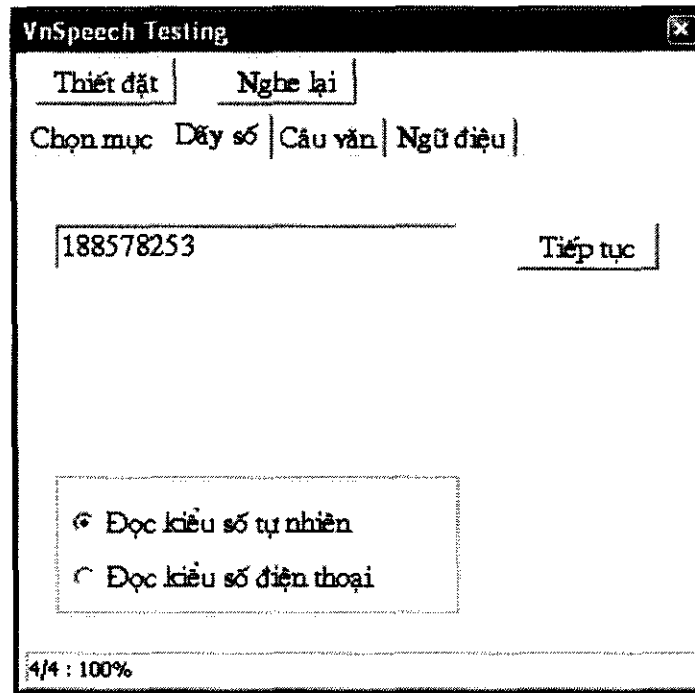 VnSpeech Testing
Thiết đặt Nghe lại
Chọn mục Dãy số Câu văn Ngữ điệu
188578253 Tiếp tục
Đọc kiểu số tự nhiên
Đọc kiểu số điện thoại
4/4 : 100%